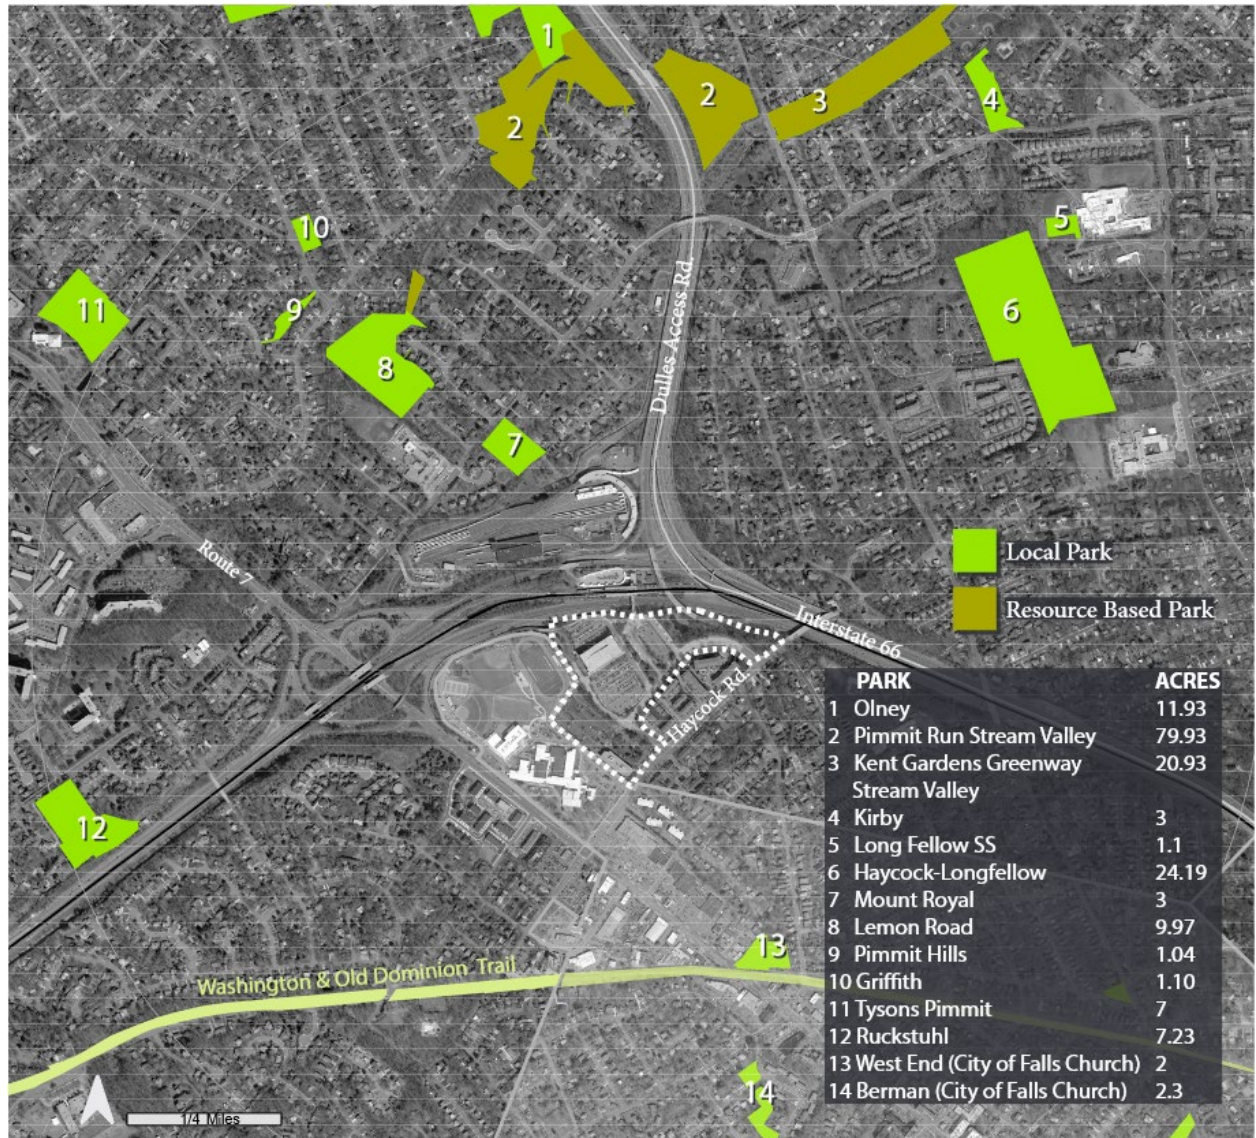 1
2
2
3
4
5
10
6
11
9
8
7
Dulles Access Rd.
Route 7
Local Park
Resource Based Park
Interstate 66
Haycock Rd.
PARK ACRES
1 Olney 11.93
2 Pimmit Run Stream Valley 79.93
3 Kent Gardens Greenway 20.93
Stream Valley
4 Kirby 3
5 Long Fellow SS 1.1
6 Haycock-Longfellow 24.19
7 Mount Royal 3
8 Lemon Road 9.97
9 Pimmit Hills 1.04
10 Griffith 1.10
11 Tysons Pimmit 7
12 Ruckstuhl 7.23
13 West End (City of Falls Church) 2
14 Berman (City of Falls Church) 2.3
12
13
Washington & Old Dominion Trail
14
1/4 Miles